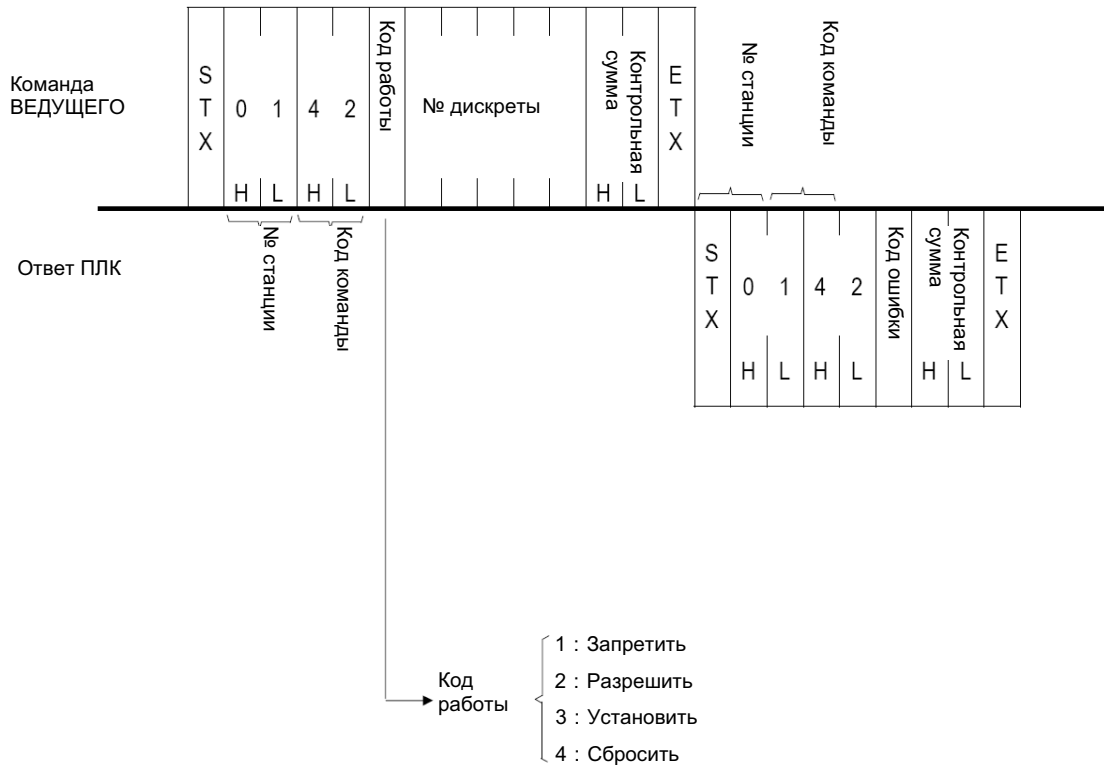 Команда
ВЕДУЩЕГО
S
T
X
0 1 4 2
H L H L
Код работы
№ дискреты
Контрольная
сумма
H L
E
T
X
№ станции
Код команды
Ответ ПЛК
№ станции
Код команды
S
T
X
0 1 4 2
H L H L
Код ошибки
Контрольная
сумма
H L
E
T
X
Код
работы
1 : Запретить
2 : Разрешить
3 : Установить
4 : Сбросить